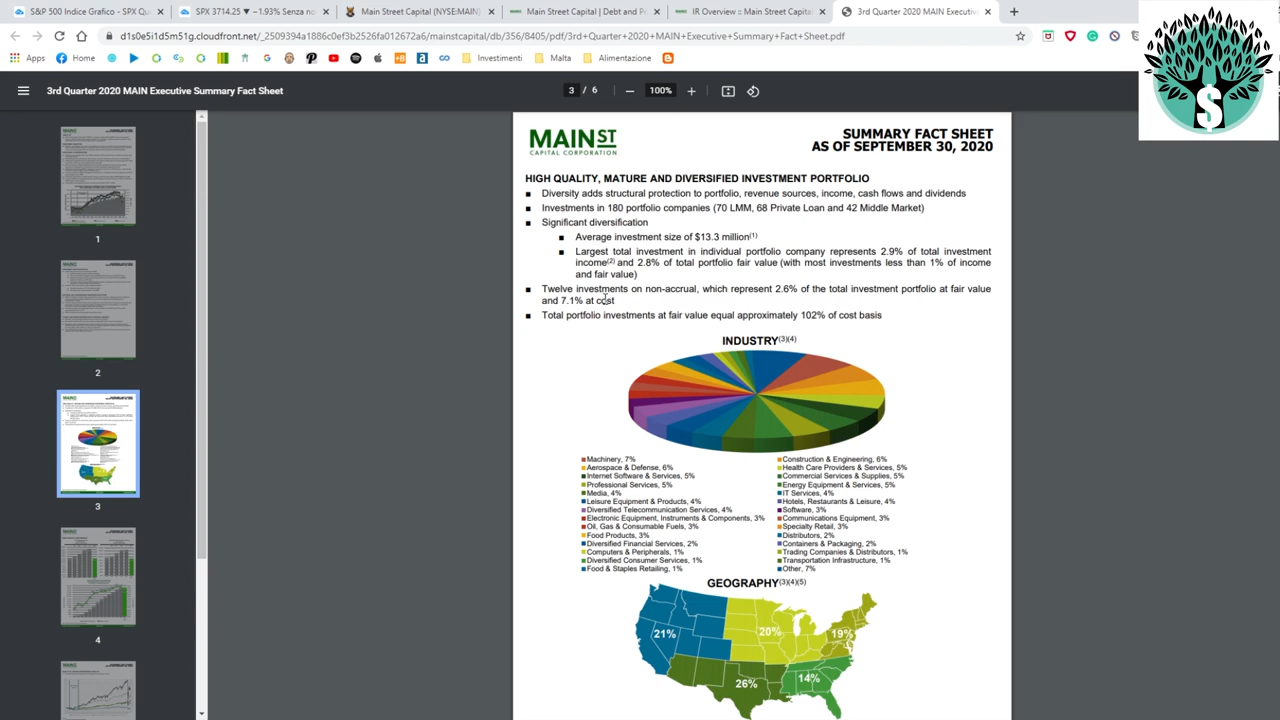 S&P 500 Indice Grafico - SPX Qu
SPX 3714.25 ▼ −1.93% Senza no
Main Street Capital (NYSE:MAIN)
Main Street Capital | Debt and P
IR Overview :: Main Street Capital
3rd Quarter 2020 MAIN Executiv
d1s0e5i1d5m51g.cloudfront.net/_2509394a1886c0ef3b2526fa012672a6/mainstcapital/db/356/8405/pdf/3rd+Quarter+2020+MAIN+Executive+Summary+Fact+Sheet.pdf
Apps
Home
Investimenti
Malta
Alimentazione
3rd Quarter 2020 MAIN Executive Summary Fact Sheet
3 / 6
100%
$
1
2
3
4
MAIN ST
CAPITAL CORPORATION
SUMMARY FACT SHEET
AS OF SEPTEMBER 30, 2020
HIGH QUALITY, MATURE AND DIVERSIFIED INVESTMENT PORTFOLIO
■ Diversity adds structural protection to portfolio, revenue sources, income, cash flows and dividends
■ Investments in 180 portfolio companies (70 LMM, 68 Private Loan and 42 Middle Market)
■ Significant diversification
■ Average investment size of $13.3 million(1)
■ Largest total investment in individual portfolio company represents 2.9% of total investment
income(2) and 2.8% of total portfolio fair value (with most investments less than 1% of income
and fair value)
■ Twelve investments on non-accrual, which represent 2.6% of the total investment portfolio at fair value
and 7.1% at cost
■ Total portfolio investments at fair value equal approximately 102% of cost basis
INDUSTRY(3)(4)
Machinery, 7%
Construction & Engineering, 6%
Aerospace & Defense, 6%
Health Care Providers & Services, 5%
Internet Software & Services, 5%
Commercial Services & Supplies, 5%
Professional Services, 5%
Energy Equipment & Services, 5%
Media, 4%
IT Services, 4%
Leisure Equipment & Products, 4%
Hotels, Restaurants & Leisure, 4%
Diversified Telecommunication Services, 4%
Software, 3%
Electronic Equipment, Instruments & Components, 3%
Communications Equipment, 3%
Oil, Gas & Consumable Fuels, 3%
Specialty Retail, 3%
Food Products, 3%
Distributors, 2%
Diversified Financial Services, 2%
Containers & Packaging, 2%
Computers & Peripherals, 1%
Trading Companies & Distributors, 1%
Diversified Consumer Services, 1%
Transportation Infrastructure, 1%
Food & Staples Retailing, 1%
Other, 7%
GEOGRAPHY(3)(4)(5)
21%
20%
19%
26%
14%